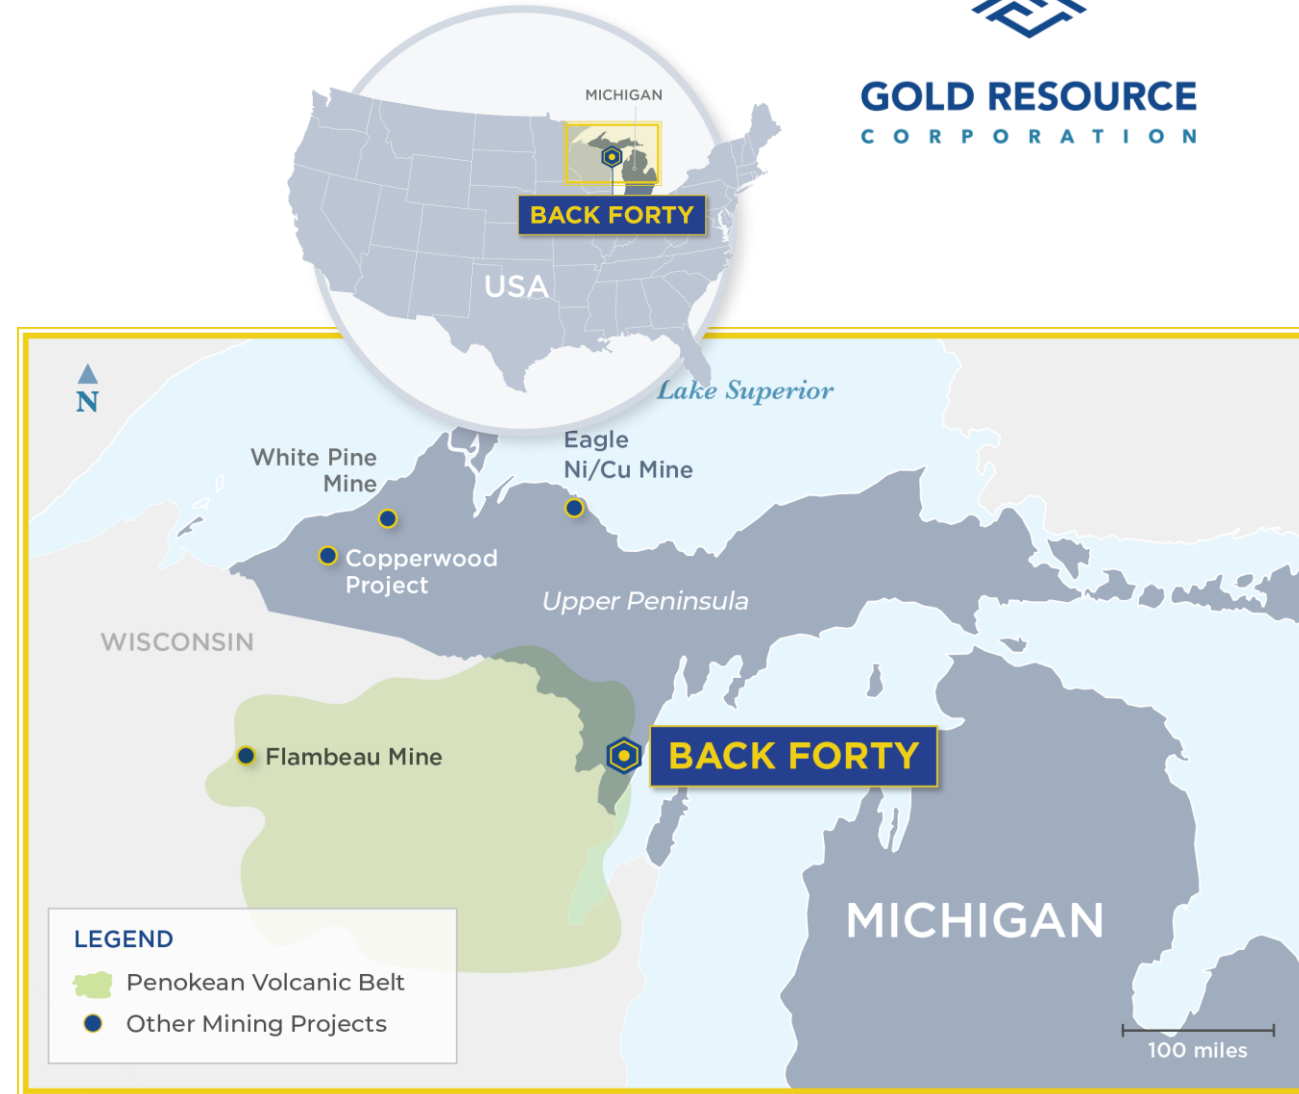 GOLD RESOURCE
CORPORATION
MICHIGAN
BACK FORTY
USA
N
Lake Superior
White Pine
Mine
Eagle
Ni/Cu Mine
Copperwood
Project
Upper Peninsula
WISCONSIN
Flambeau Mine
BACK FORTY
MICHIGAN
LEGEND
Penokean Volcanic Belt
Other Mining Projects
100 miles